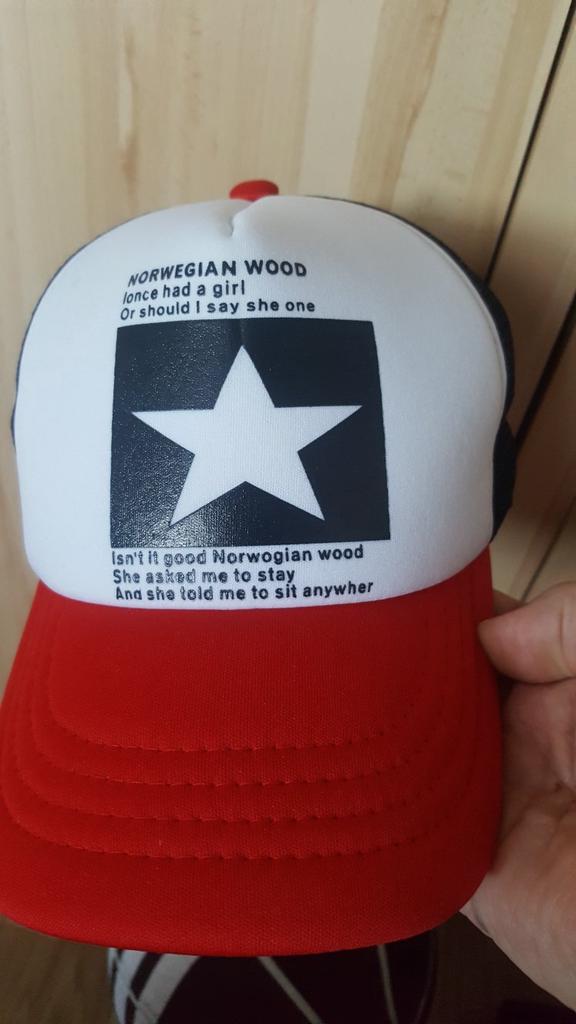 NORWEGIAN WOOD
Ionce had a girl
Or should I say she one
Isn't it good Norwogian wood
She asked me to stay
And she told me to sit anywher